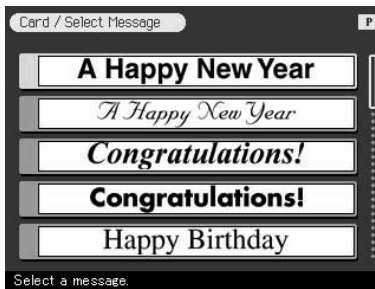 Card / Select Message
P
A Happy New Year
A Happy New Year
Congratulations!
Congratulations!
Happy Birthday
Select a message.